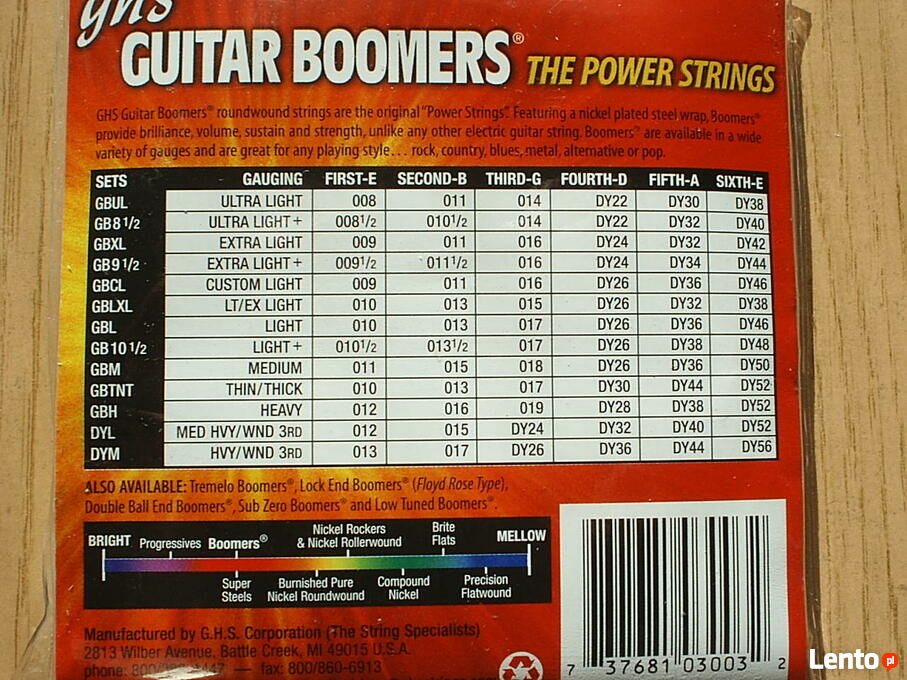 ghs
GUITAR BOOMERS® THE POWER STRINGS
GHS Guitar Boomers® roundwound strings are the original "Power Strings". Featuring a nickel plated steel wrap, Boomers®
provide brilliance, volume, sustain and strength, unlike any other electric guitar string. Boomers® are available in a wide
variety of gauges and are great for any playing style... rock, country, blues, metal, alternative or pop.
SETS GAUGING FIRST-E SECOND-B THIRD-G FOURTH-D FIFTH-A SIXTH-E
GBUL ULTRA LIGHT 008 011 014 DY22 DY30 DY38
GB8 1/2 ULTRA LIGHT + 008 1/2 010 1/2 014 DY22 DY32 DY40
GBXL EXTRA LIGHT 009 011 016 DY24 DY32 DY42
GB9 1/2 EXTRA LIGHT + 009 1/2 011 1/2 016 DY24 DY34 DY44
GBCL CUSTOM LIGHT 009 011 016 DY26 DY36 DY46
GBLXL LT/EX LIGHT 010 013 015 DY26 DY32 DY38
GBL LIGHT 010 013 017 DY26 DY36 DY46
GB10 1/2 LIGHT + 010 1/2 013 1/2 017 DY26 DY38 DY48
GBM MEDIUM 011 015 018 DY26 DY36 DY50
GBTNT THIN/THICK 010 013 017 DY30 DY44 DY52
GBH HEAVY 012 016 019 DY28 DY38 DY52
DYL MED HVY/WND 3RD 012 015 DY24 DY32 DY40 DY52
DYM HVY/WND 3RD 013 017 DY26 DY36 DY44 DY56
ALSO AVAILABLE: Tremelo Boomers®, Lock End Boomers® (Floyd Rose Type),
Double Ball End Boomers®, Sub Zero Boomers® and Low Tuned Boomers®.
BRIGHT Progressives Boomers® Nickel Rockers & Nickel Rollerwound Brite Flats MELLOW
Super Steels Burnished Pure Nickel Roundwound Compound Nickel Precision Flatwound
Manufactured by G.H.S. Corporation (The String Specialists)
2813 Wilber Avenue, Battle Creek, MI 49015 U.S.A.
phone: 800/ 447 — fax: 800/860-6913
7 37681 03003 2
Lento pl